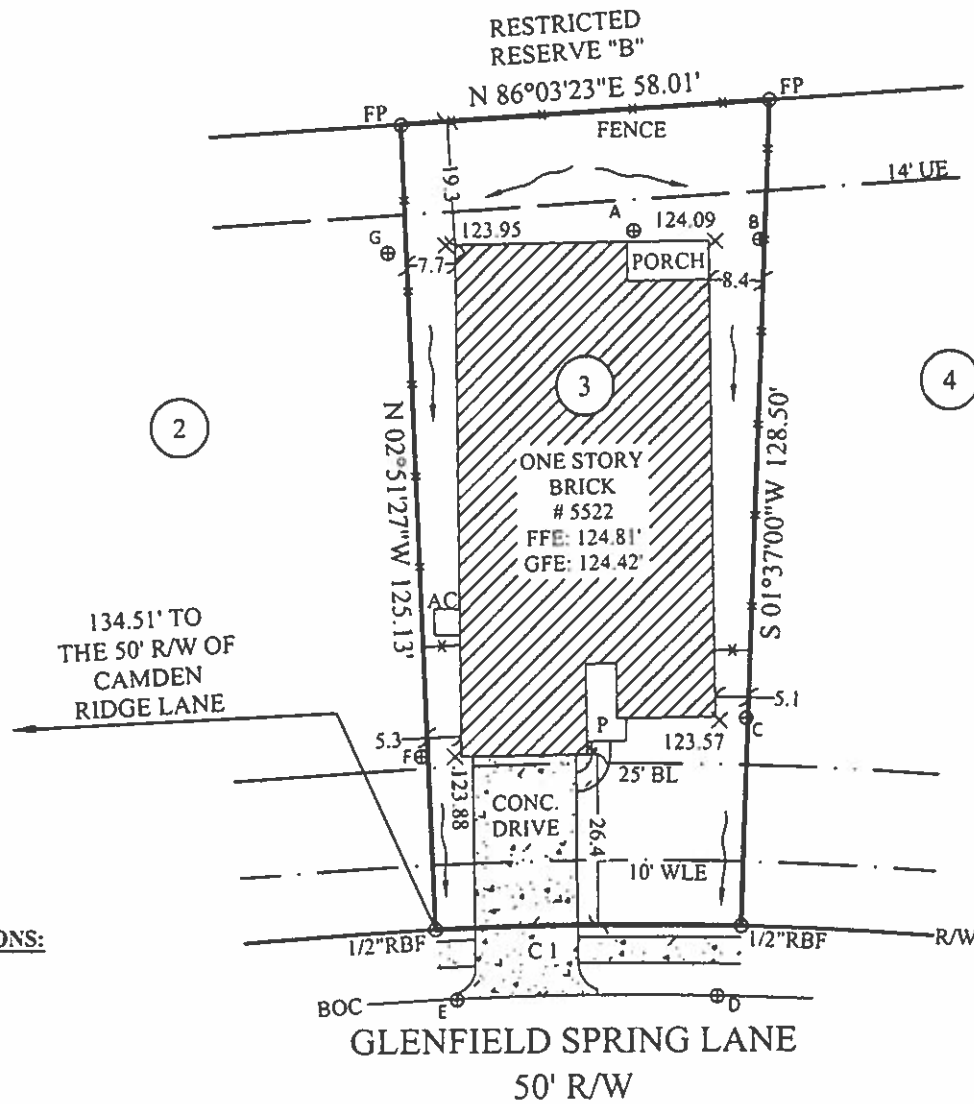 RESTRICTED
RESERVE "B"
N 86°03'23"E 58.01'
FP
FP
FENCE
14' UE
19.3
A
124.09
B
G
123.95
PORCH
7.7
8.4
3
4
2
N 02°51'27"W 125.13'
S 01°37'00"W 128.50'
ONE STORY
BRICK
# 5522
FFE: 124.81'
GFE: 124.42'
AC
134.51' TO
THE 50' R/W OF
CAMDEN
RIDGE LANE
5.1
P
C
123.57
5.3
F
25' BL
123.88
CONC.
DRIVE
26.4
10' WLE
ONS:
1/2"RBF
1/2"RBF
R/W
C 1
BOC
E
D
GLENFIELD SPRING LANE
50' R/W